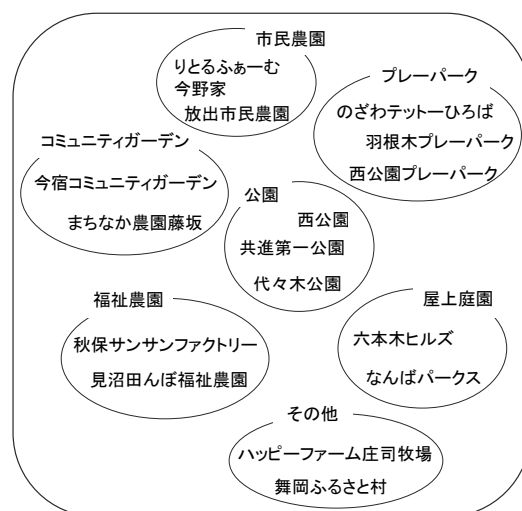 市民農園
りとるふぁーむ
今野家
放出市民農園
プレーパーク
のざわテットーひろば
羽根木プレーパーク
西公園プレーパーク
コミュニティガーデン
今宿コミュニティガーデン
まちなか農園藤坂
公園
西公園
共進第一公園
代々木公園
福祉農園
秋保サンサンファクトリー
見沼田んぼ福祉農園
屋上庭園
六本木ヒルズ
なんばパークス
その他
ハッピーファーム庄司牧場
舞岡ふるさと村